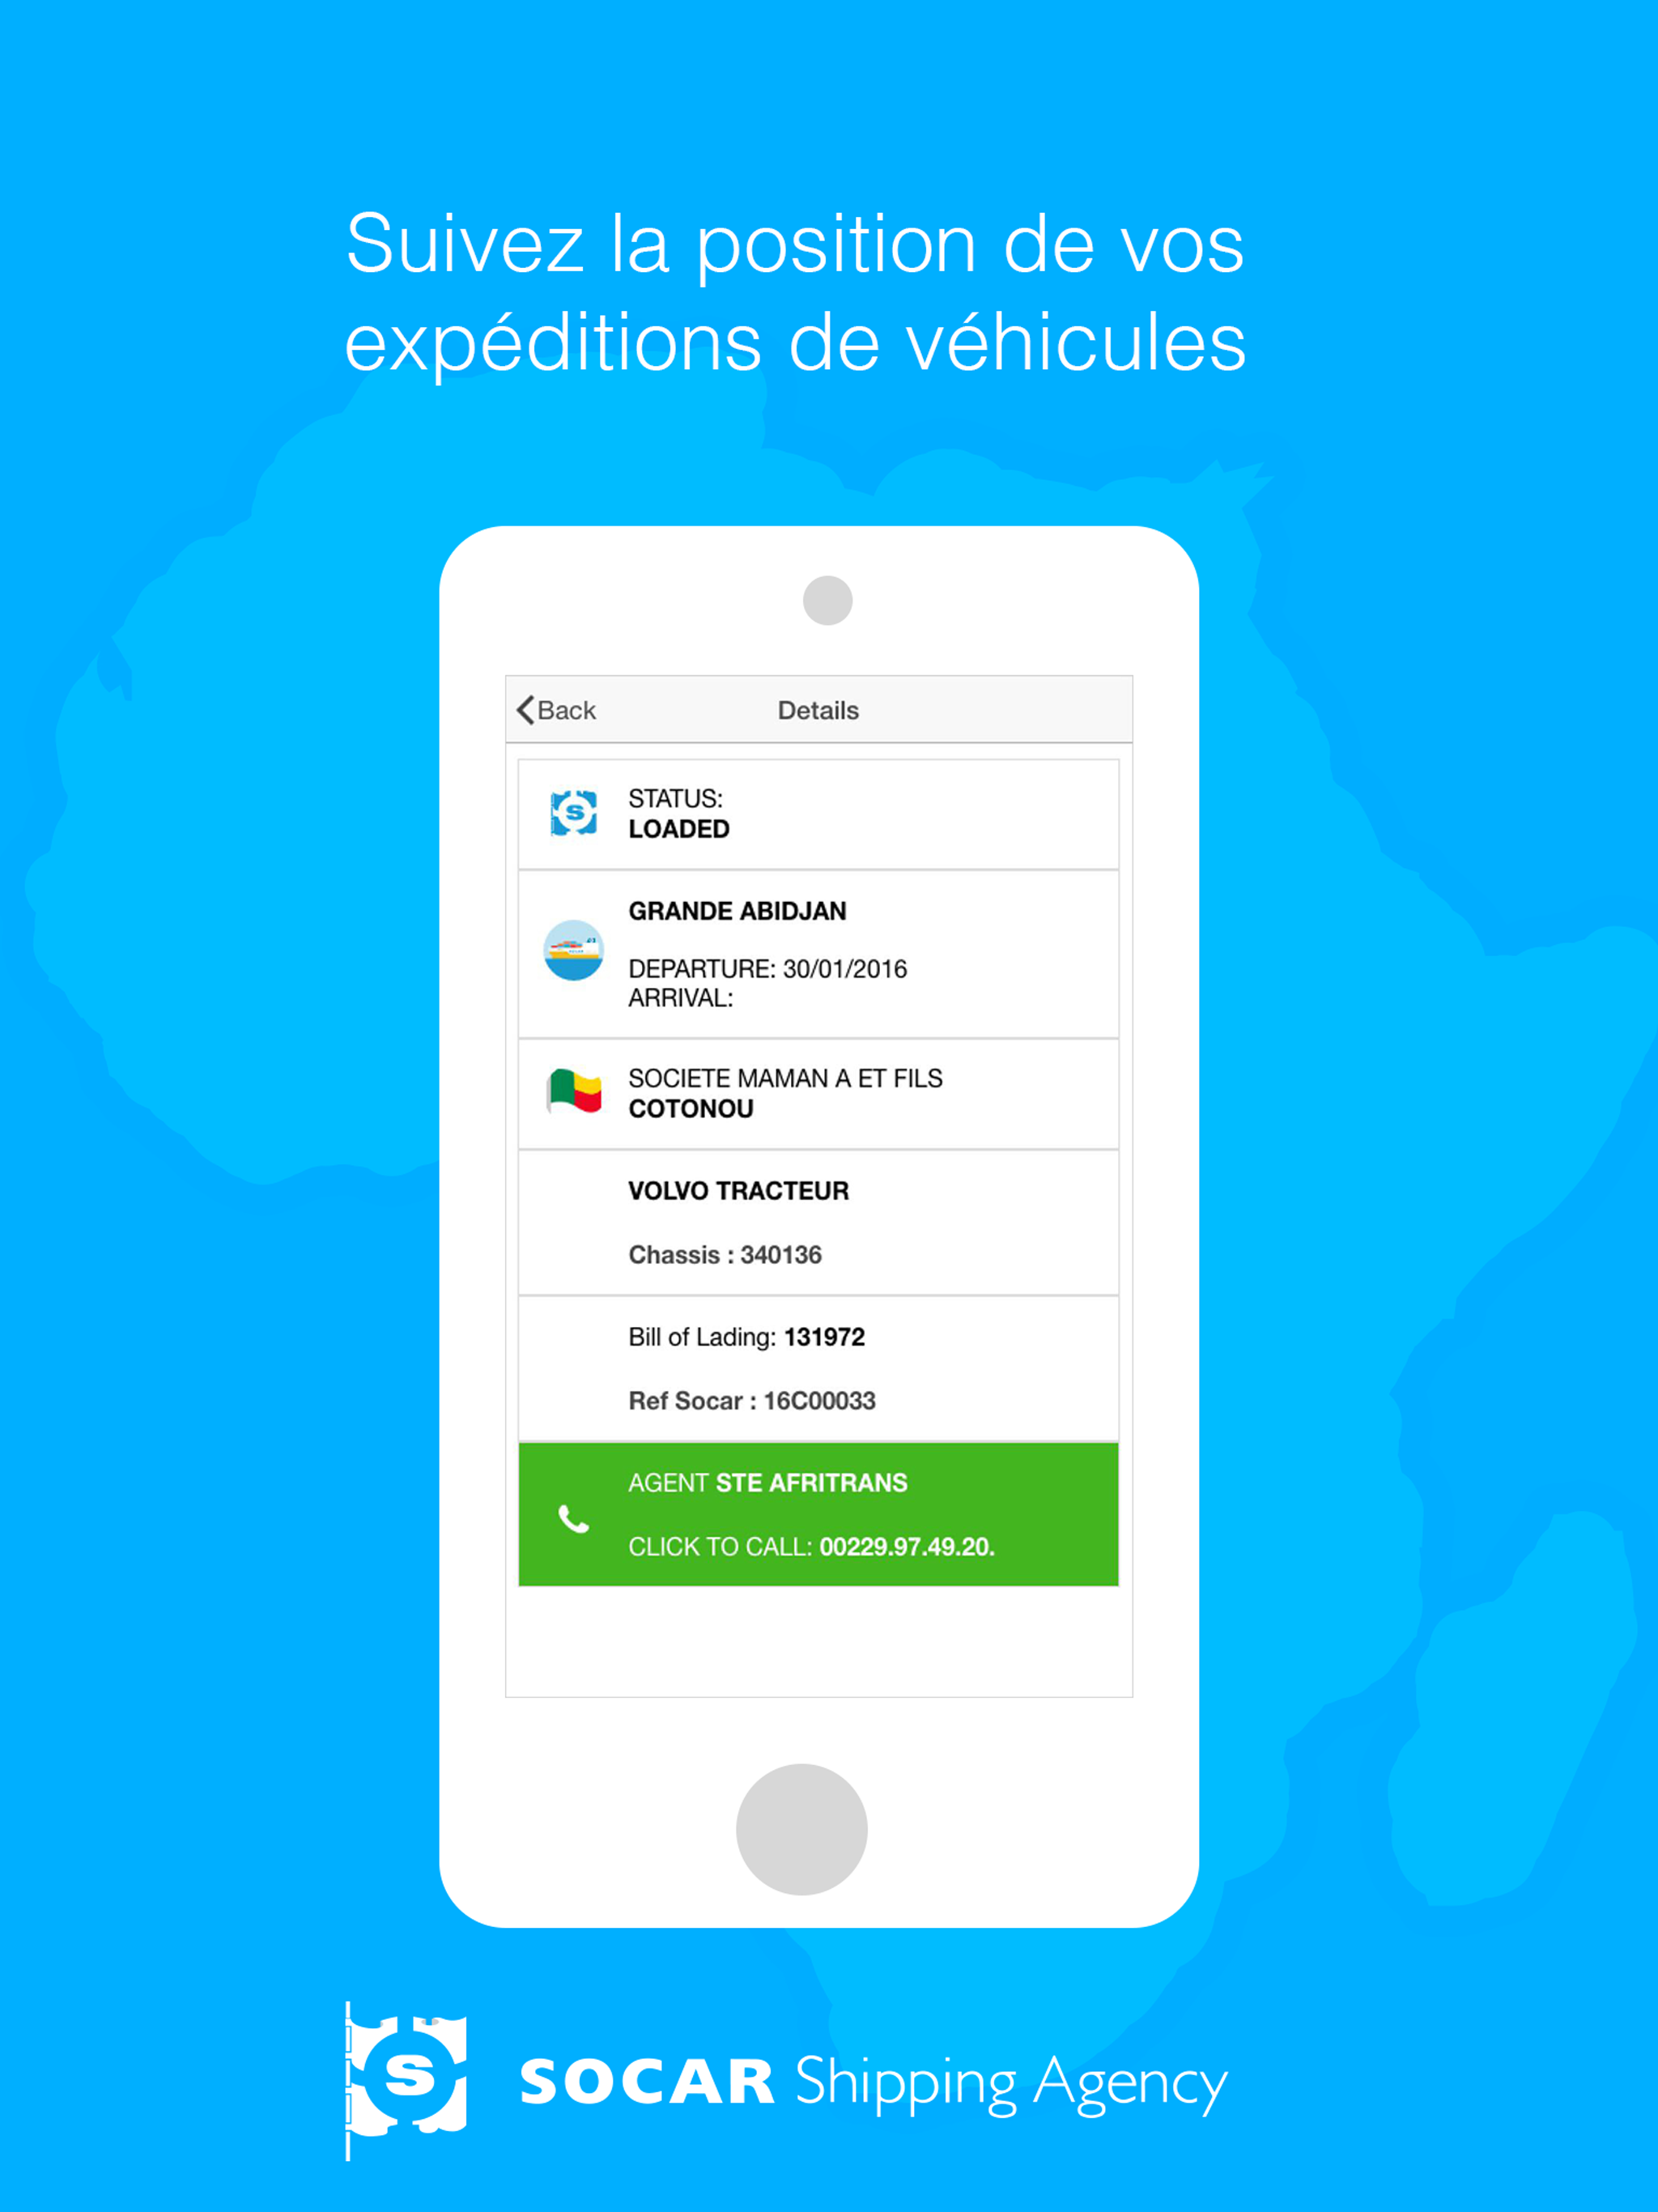 Suivez la position de vos
expéditions de véhicules
Back
Details
STATUS:
LOADED
GRANDE ABIDJAN
DEPARTURE: 30/01/2016
ARRIVAL:
SOCIETE MAMAN A ET FILS
COTONOU
VOLVO TRACTEUR
Chassis : 340136
Bill of Lading: 131972
Ref Socar : 16C00033
AGENT STE AFRITRANS
CLICK TO CALL: 00229.97.49.20.
S
SOCAR Shipping Agency